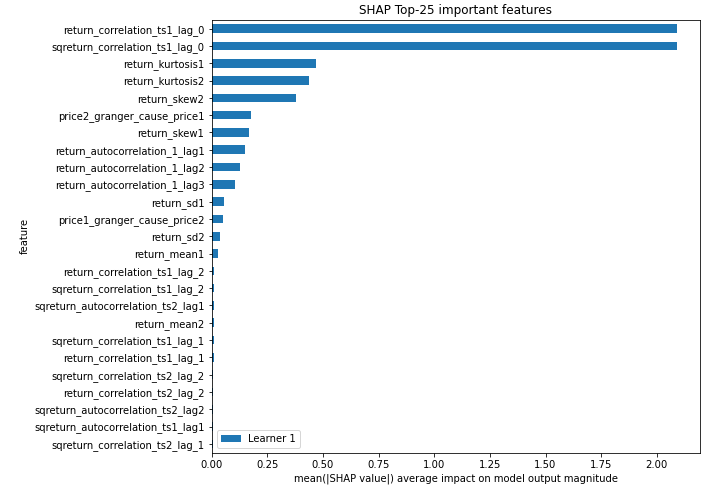 SHAP Top-25 important features
return_correlation_ts1_lag_0
sqreturn_correlation_ts1_lag_0
return_kurtosis1
return_kurtosis2
return_skew2
price2_granger_cause_price1
return_skew1
return_autocorrelation_1_lag1
return_autocorrelation_1_lag2
return_autocorrelation_1_lag3
return_sd1
price1_granger_cause_price2
return_sd2
return_mean1
return_correlation_ts1_lag_2
sqreturn_correlation_ts1_lag_2
sqreturn_autocorrelation_ts2_lag1
return_mean2
sqreturn_correlation_ts1_lag_1
return_correlation_ts1_lag_1
sqreturn_correlation_ts2_lag_2
return_correlation_ts2_lag_2
sqreturn_autocorrelation_ts2_lag2
sqreturn_autocorrelation_ts1_lag1
sqreturn_correlation_ts2_lag_1
feature
Learner 1
0.00 0.25 0.50 0.75 1.00 1.25 1.50 1.75 2.00
mean(|SHAP value|) average impact on model output magnitude